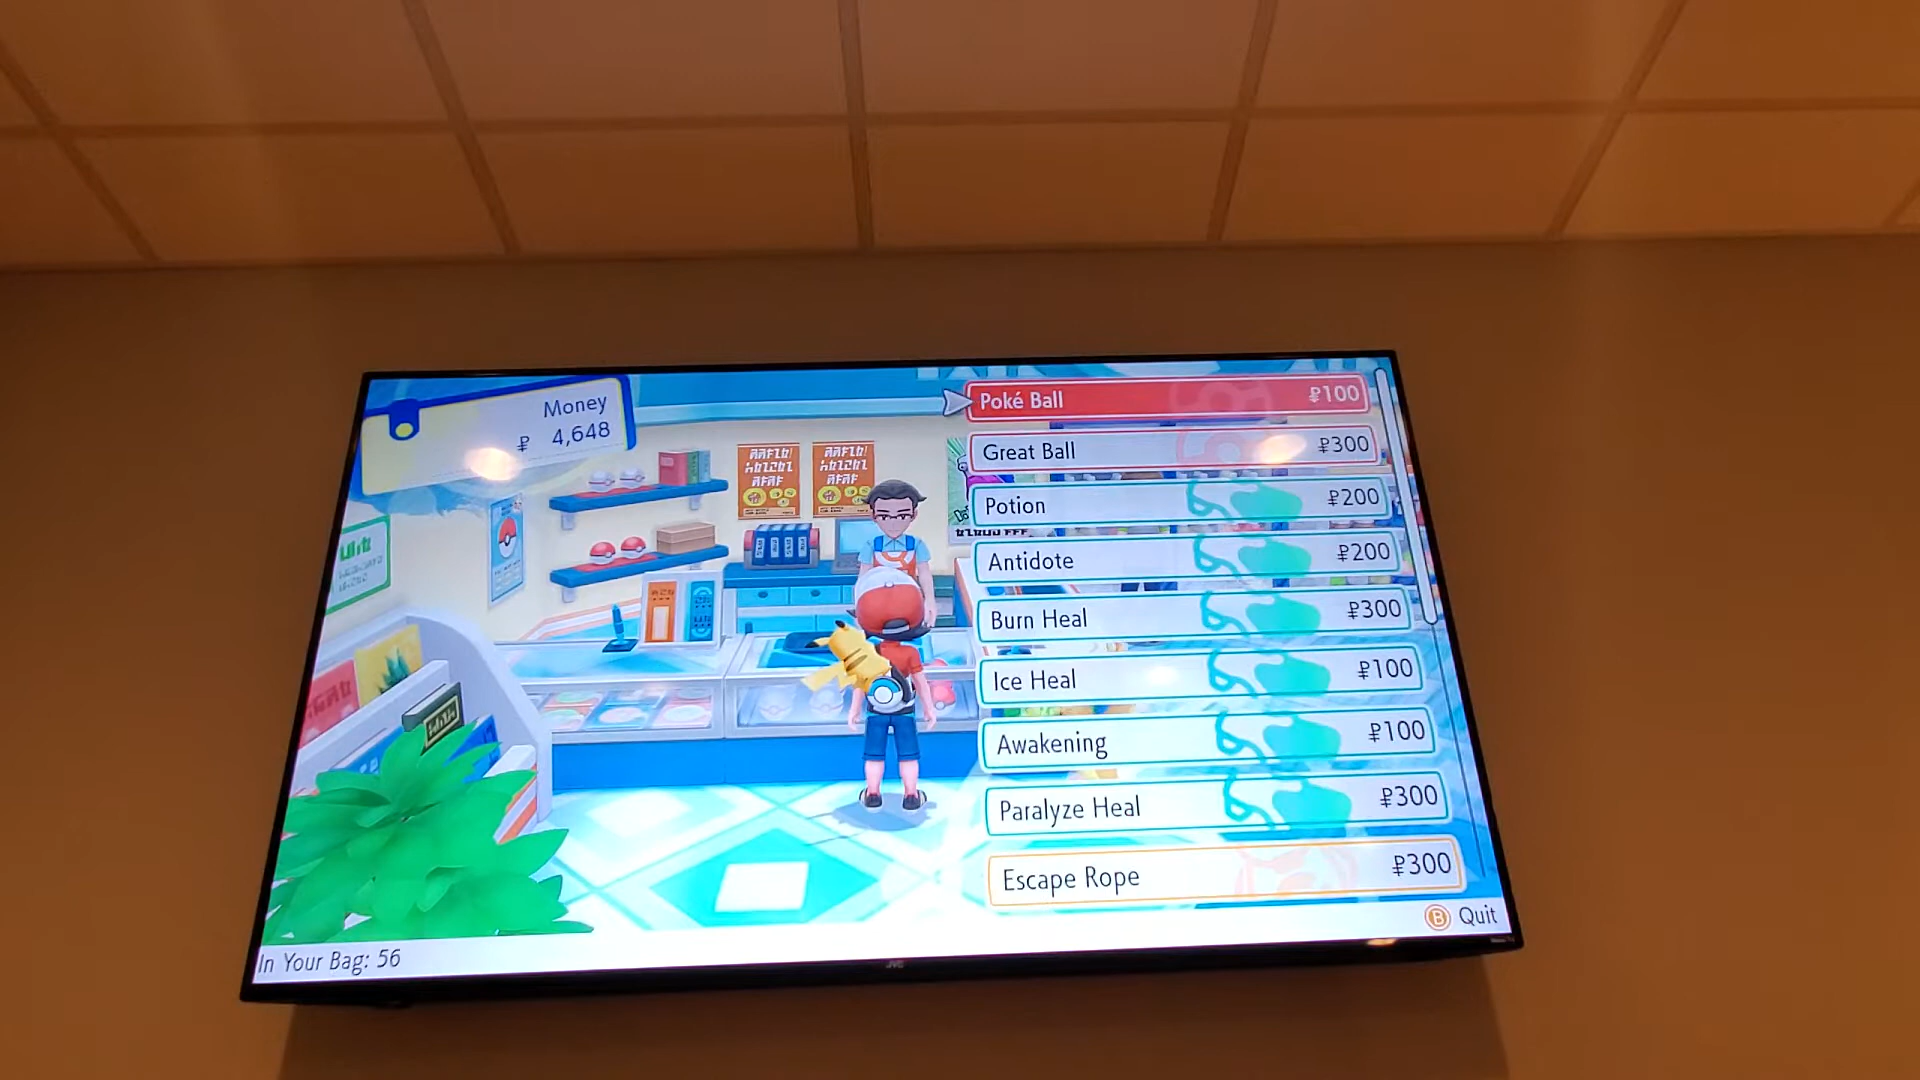 Money
₽ 4,648
Poké Ball ₽100
Great Ball ₽300
Potion ₽200
Antidote ₽200
Burn Heal ₽300
Ice Heal ₽100
Awakening ₽100
Paralyze Heal ₽300
Escape Rope ₽300
B Quit
In Your Bag: 56
JVC